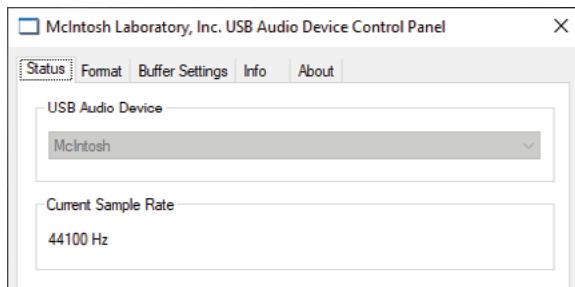 McIntosh Laboratory, Inc. USB Audio Device Control Panel
Status Format Buffer Settings Info About
USB Audio Device
McIntosh
Current Sample Rate
44100 Hz